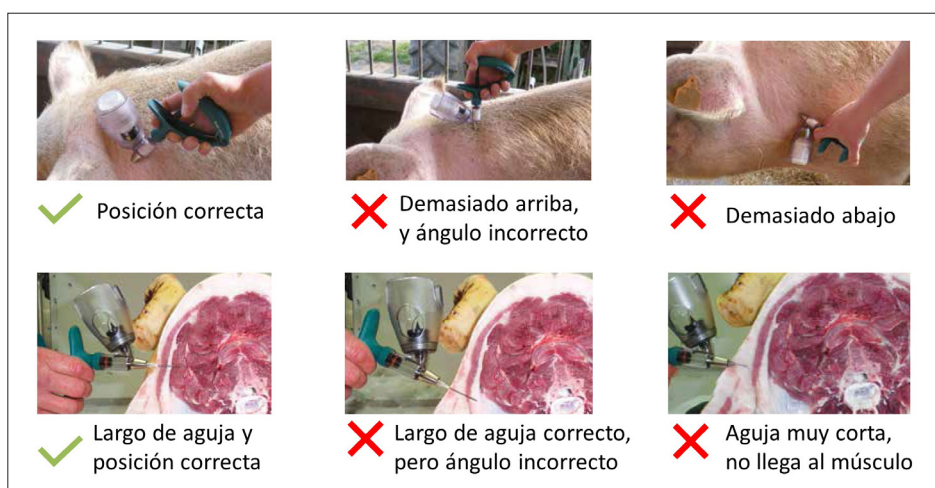 Posición correcta
Demasiado arriba,
y ángulo incorrecto
Demasiado abajo
Largo de aguja y
posición correcta
Largo de aguja correcto,
pero ángulo incorrecto
Aguja muy corta,
no llega al músculo